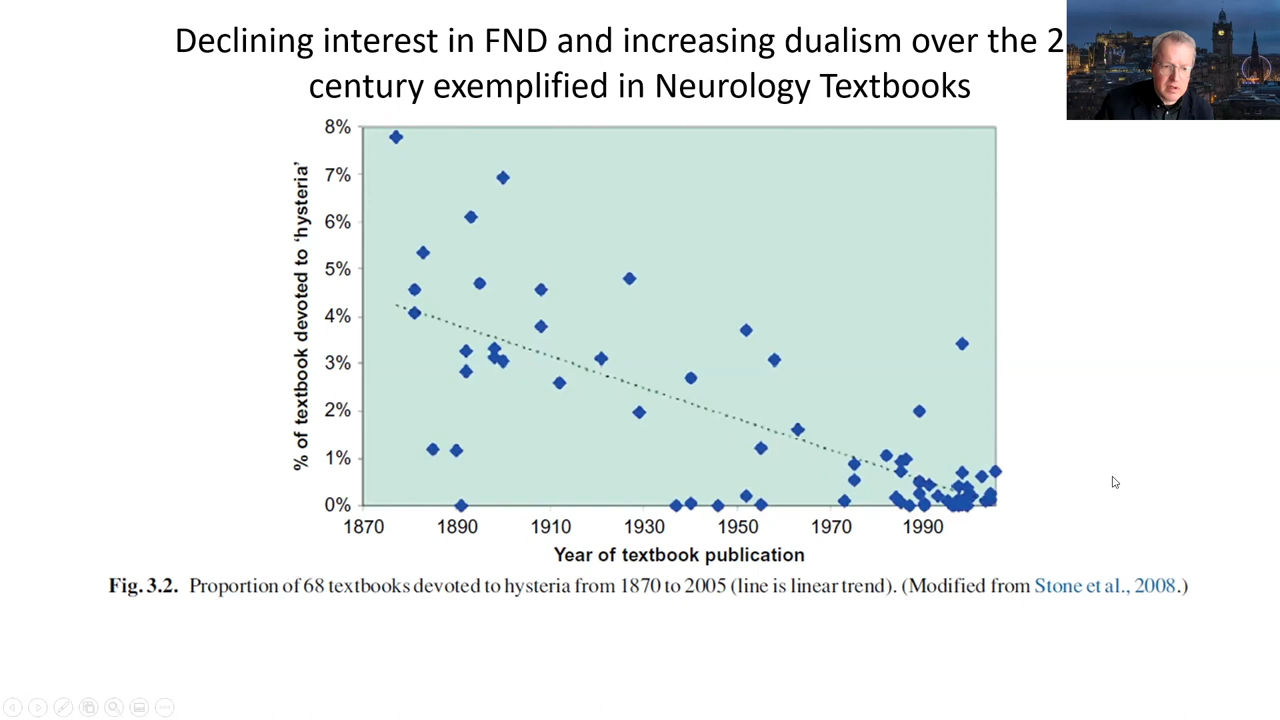 Declining interest in FND and increasing dualism over the 2
century exemplified in Neurology Textbooks
8%
7%
6%
5%
4%
3%
2%
1%
0%
% of textbook devoted to ‘hysteria’
1870 1890 1910 1930 1950 1970 1990
Year of textbook publication
Fig. 3.2. Proportion of 68 textbooks devoted to hysteria from 1870 to 2005 (line is linear trend). (Modified from Stone et al., 2008.)